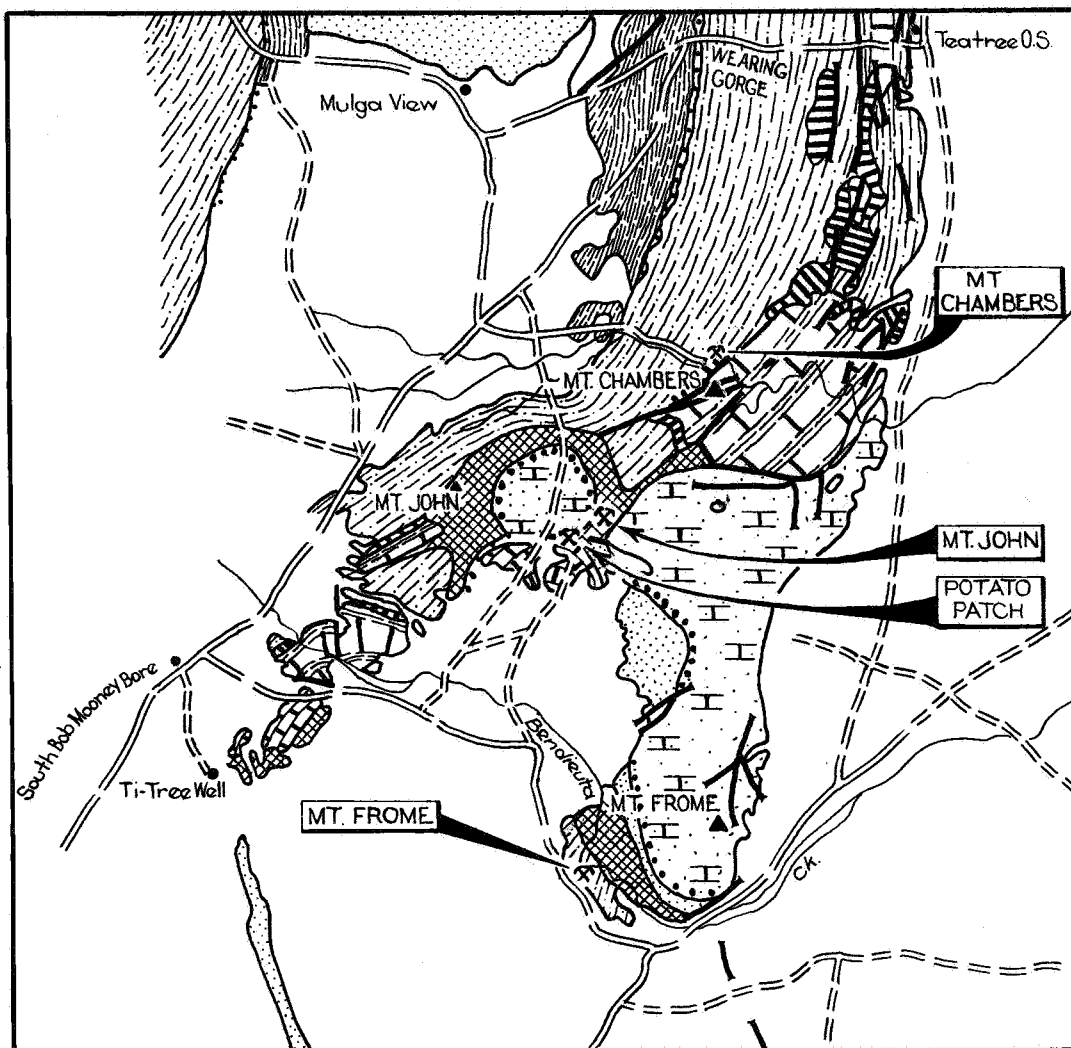 Teatree O.S.
WEARING
GORGE
Mulga View
MT
CHAMBERS
MT. CHAMBERS
MT. JOHN
MT. JOHN
POTATO
PATCH
South Bob Mooney Bore
Ti-Tree Well
Bendieuta
MT. FROME
MT. FROME
Ck.